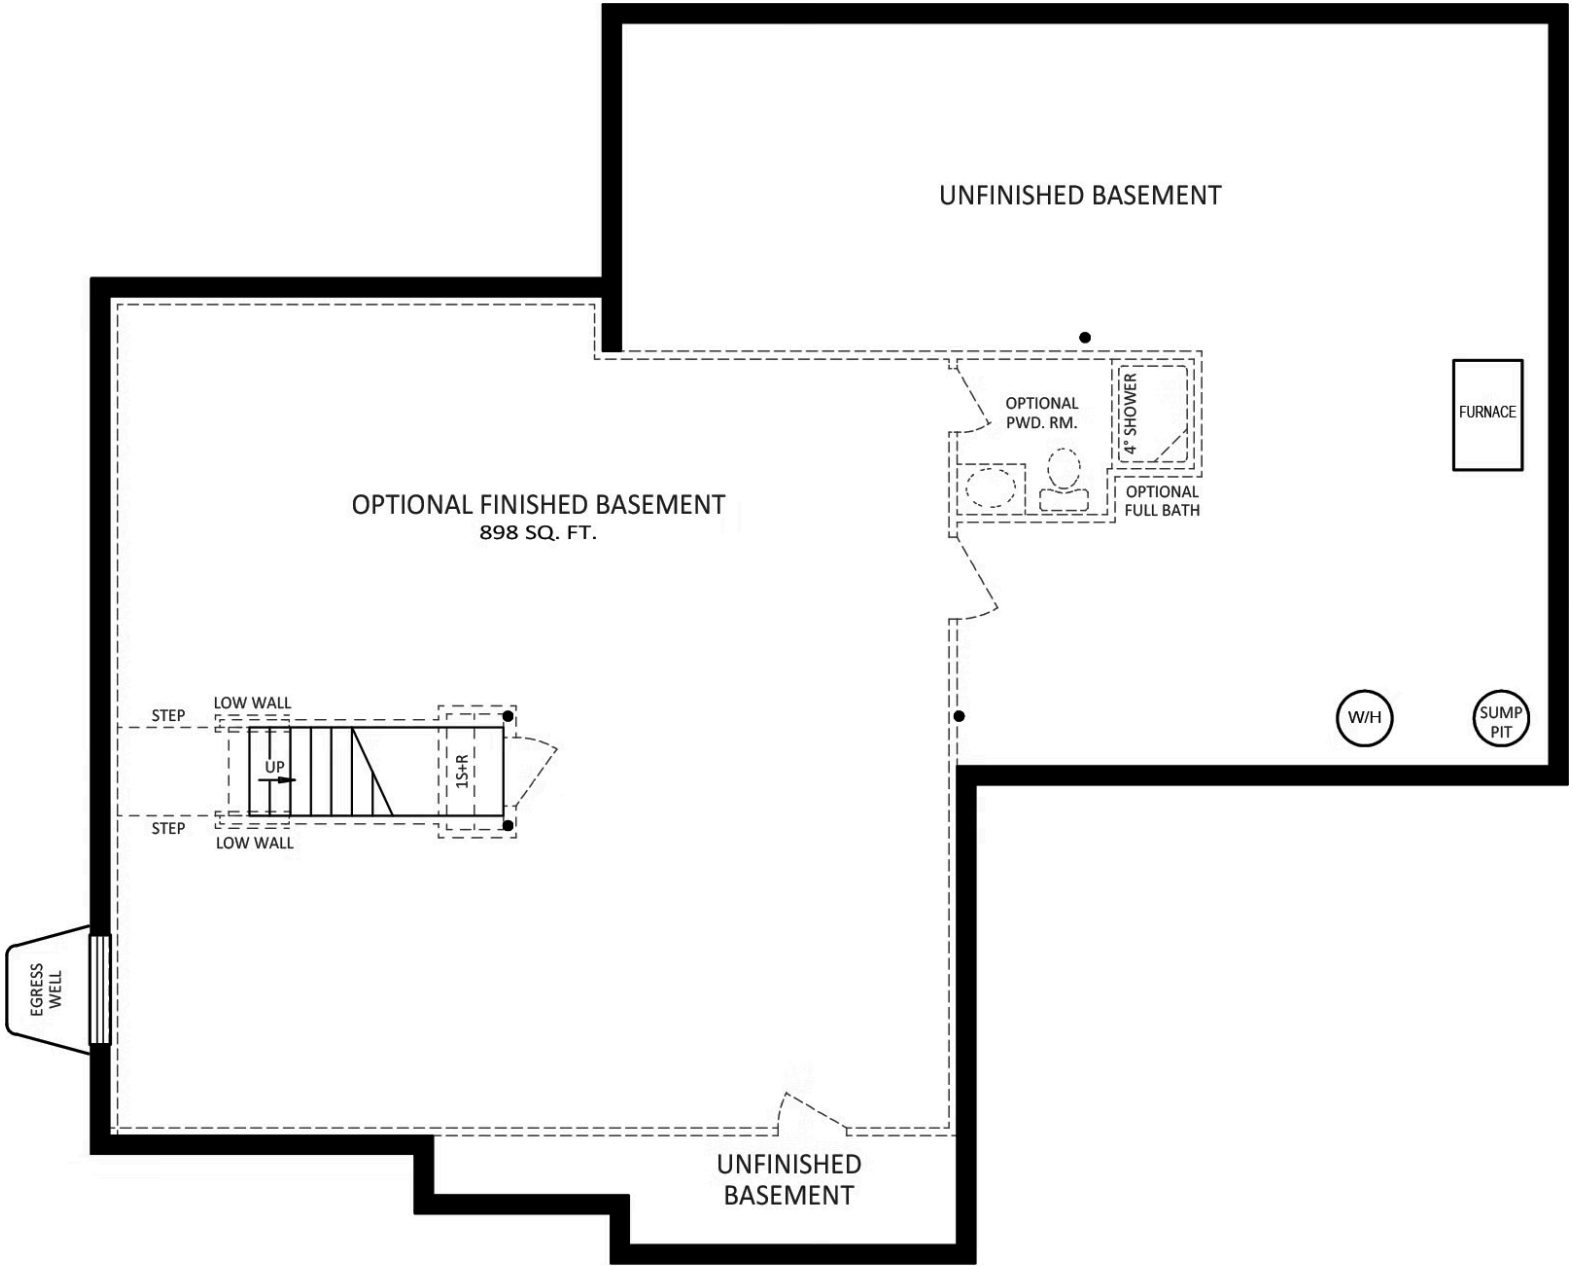 UNFINISHED BASEMENT
4" SHOWER
OPTIONAL
PWD. RM.
FURNACE
OPTIONAL
FULL BATH
OPTIONAL FINISHED BASEMENT
898 SQ. FT.
LOW WALL
STEP
UP
1S+R
W/H
SUMP
PIT
STEP
LOW WALL
EGRESS
WELL
UNFINISHED
BASEMENT